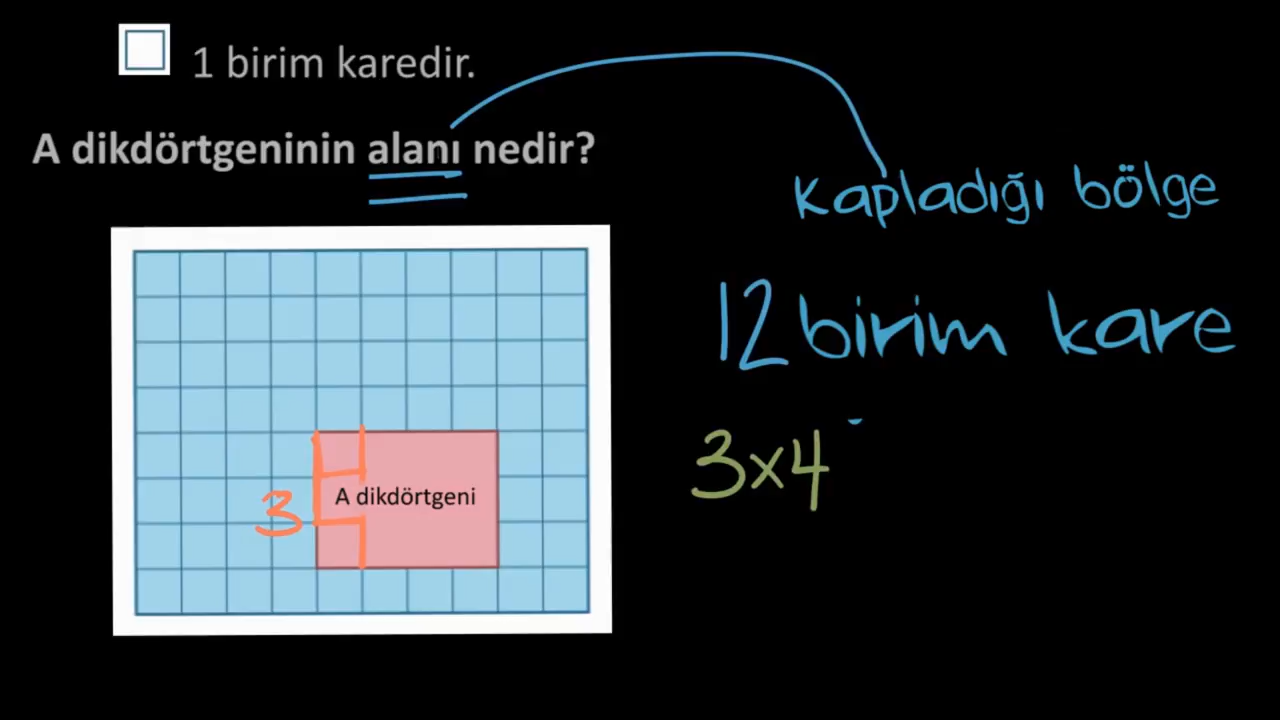 1 birim karedir.
A dikdörtgeninin alanı nedir?
kapladığı bölge
12 birim kare
3x4
3
A dikdörtgeni